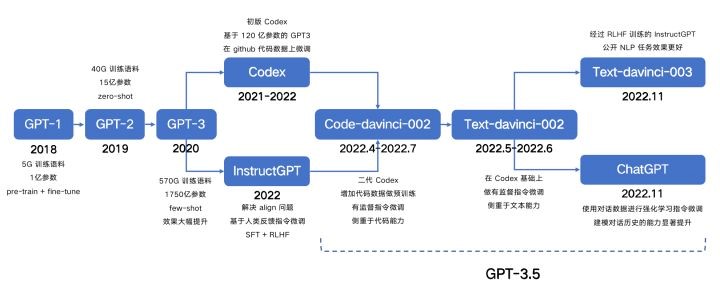 初版 Codex
基于 120 亿参数的 GPT3
在 github 代码数据上微调
Codex
2021-2022
经过 RLHF 训练的 InstructGPT
公开 NLP 任务效果更好
Text-davinci-003
2022.11
40G 训练语料
15亿参数
zero-shot
GPT-1
2018
5G 训练语料
1亿参数
pre-train + fine-tune
GPT-2
2019
GPT-3
2020
570G 训练语料
1750亿参数
few-shot
效果大幅提升
InstructGPT
2022
解决 align 问题
基于人类反馈指令微调
SFT + RLHF
Code-davinci-002
2022.4-2022.7
二代 Codex
增加代码数据做预训练
有监督指令微调
侧重于代码能力
Text-davinci-002
2022.5-2022.6
在 Codex 基础上
做有监督指令微调
侧重于文本能力
ChatGPT
2022.11
使用对话数据进行强化学习指令微调
建模对话历史的能力显著提升
GPT-3.5